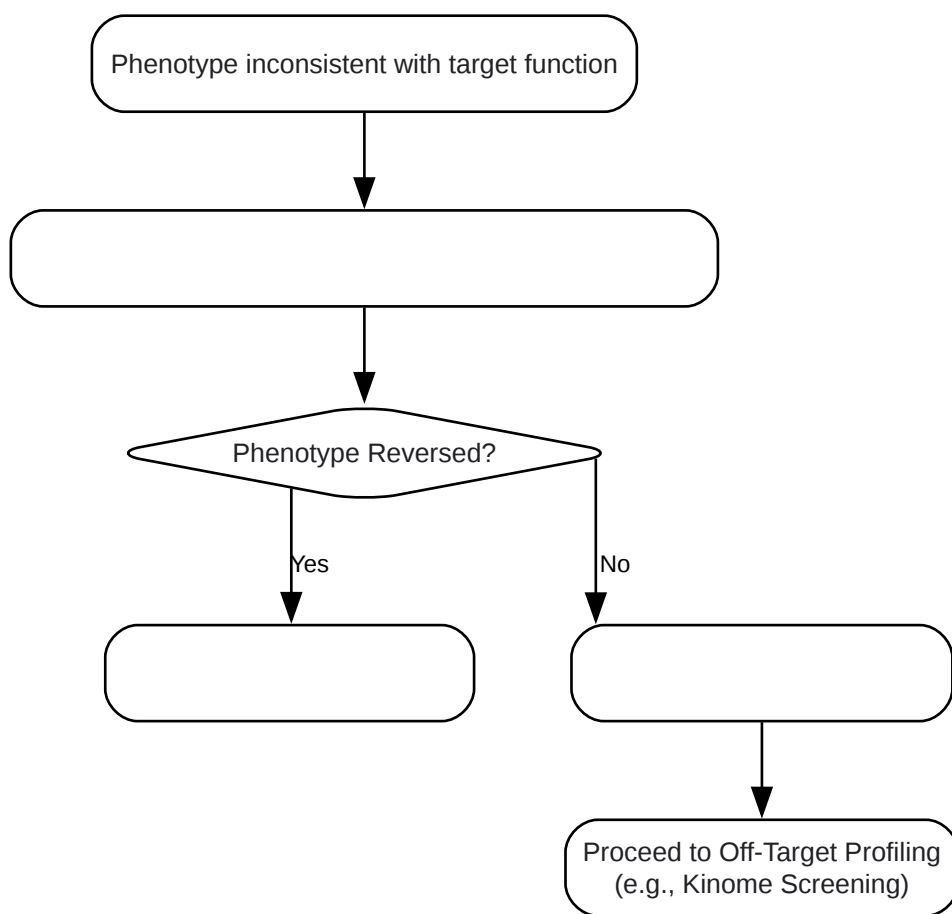 Phenotype inconsistent with target function
Phenotype Reversed?
Yes
No
Proceed to Off-Target Profiling
(e.g., Kinome Screening)